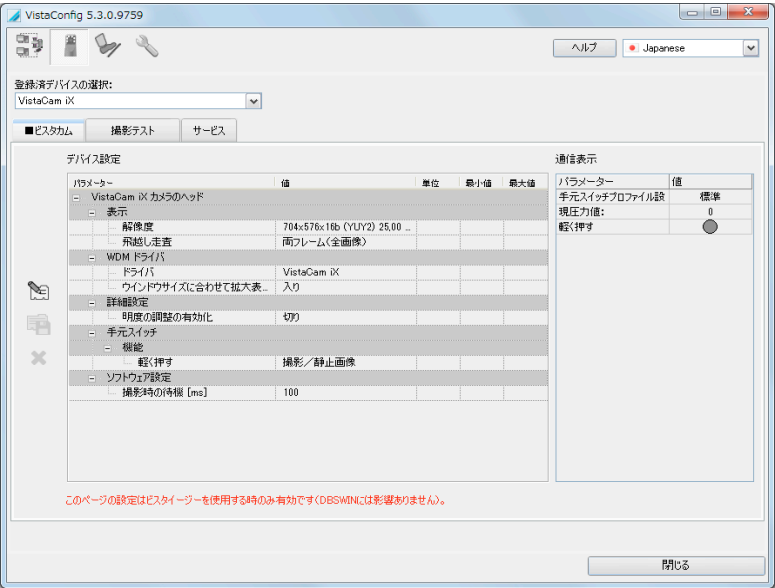 VistaConfig 5.3.0.9759
ヘルプ
Japanese
登録済デバイスの選択:
VistaCam iX
■ビスタカム 撮影テスト サービス
デバイス設定 通信表示
パラメーター 値 単位 最小値 最大値
パラメーター 値
VistaCam iX カメラのヘッド
手元スイッチプロファイル設 標準
表示
現圧力値: 0
解像度 704x576x16b (YUY2) 25,00 ...
軽く押す
飛越し走査 両フレーム(全画像)
WDM ドライバ
ドライバ VistaCam iX
ウインドウサイズに合わせて拡大表... 入り
詳細設定
明度の調整の有効化 切り
手元スイッチ
機能
軽く押す 撮影/静止画像
ソフトウェア設定
撮影時の待機 [ms] 100
このページの設定はビスタイージーを使用する時のみ有効です(DBSWINには影響ありません)。
閉じる